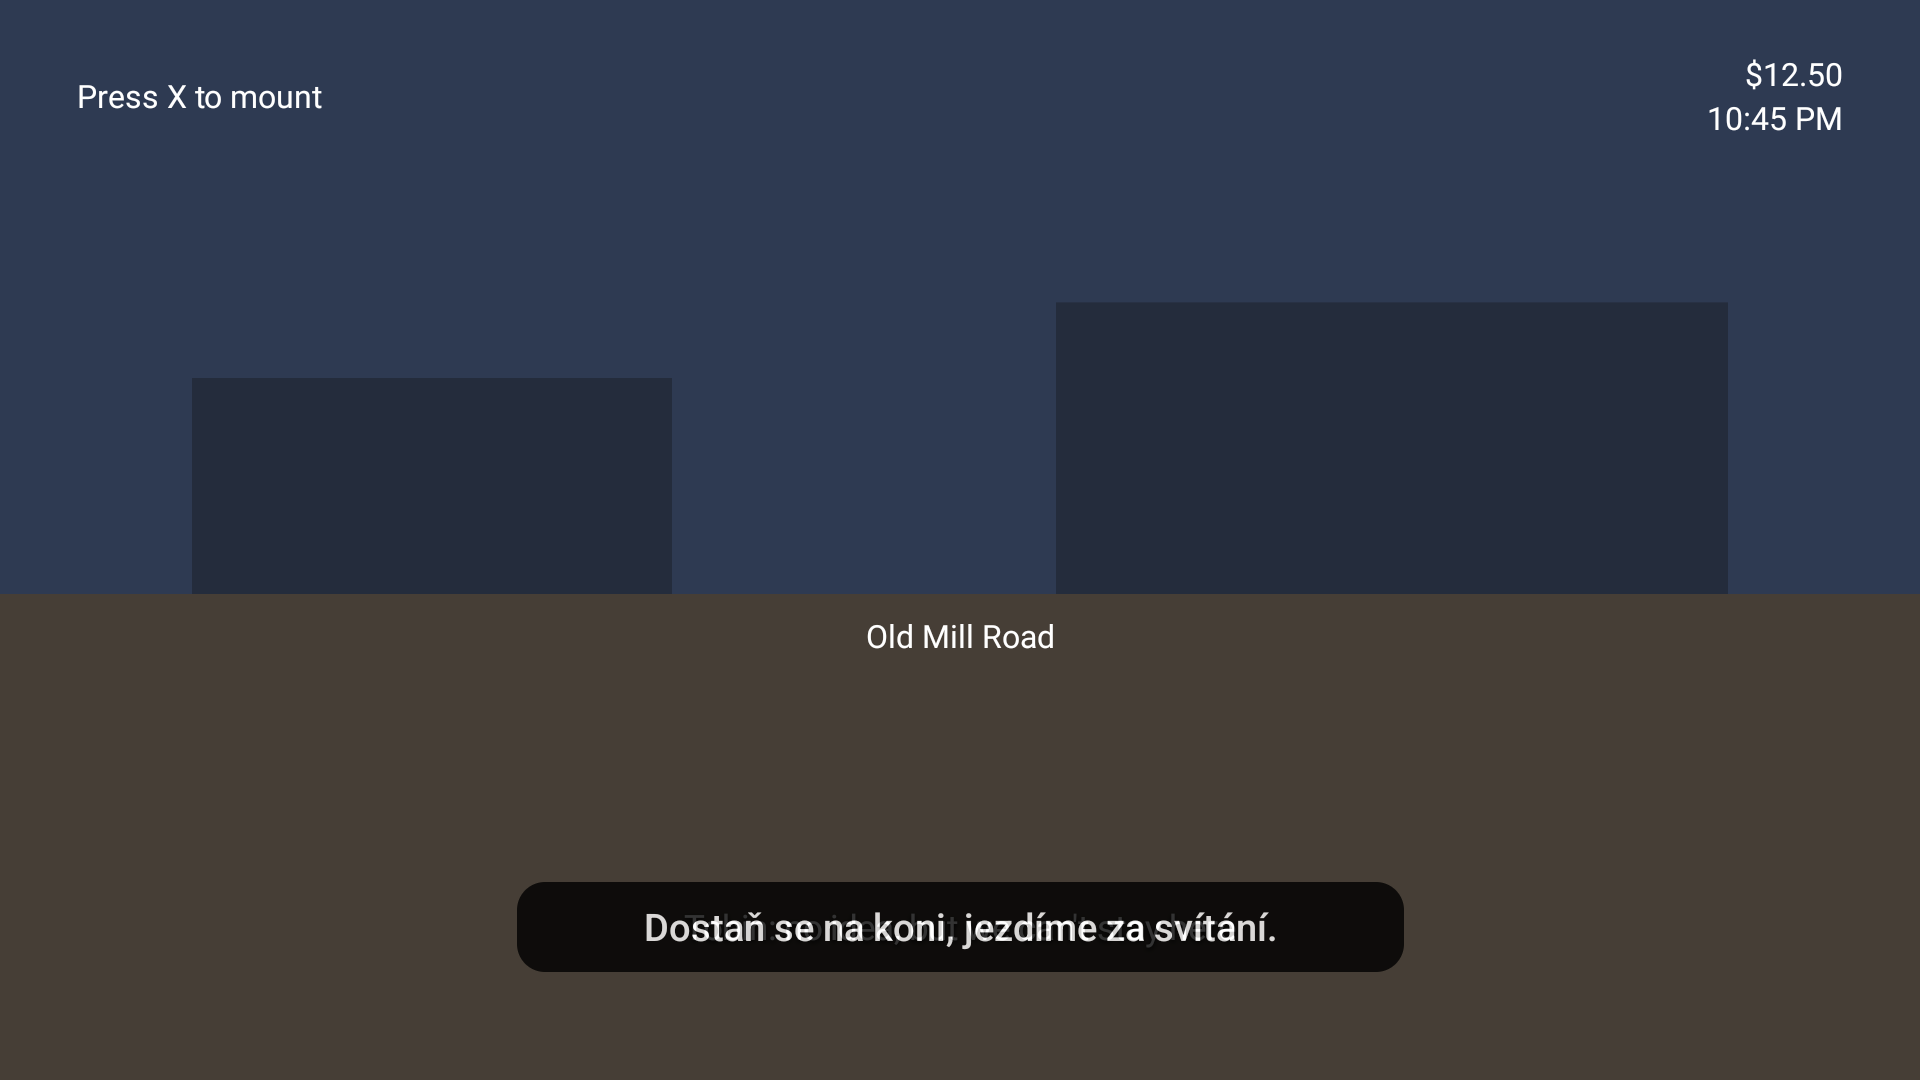 Press X to mount
$12.50
10:45 PM
Old Mill Road
Dostaň se na koni, jezdíme za svítání.